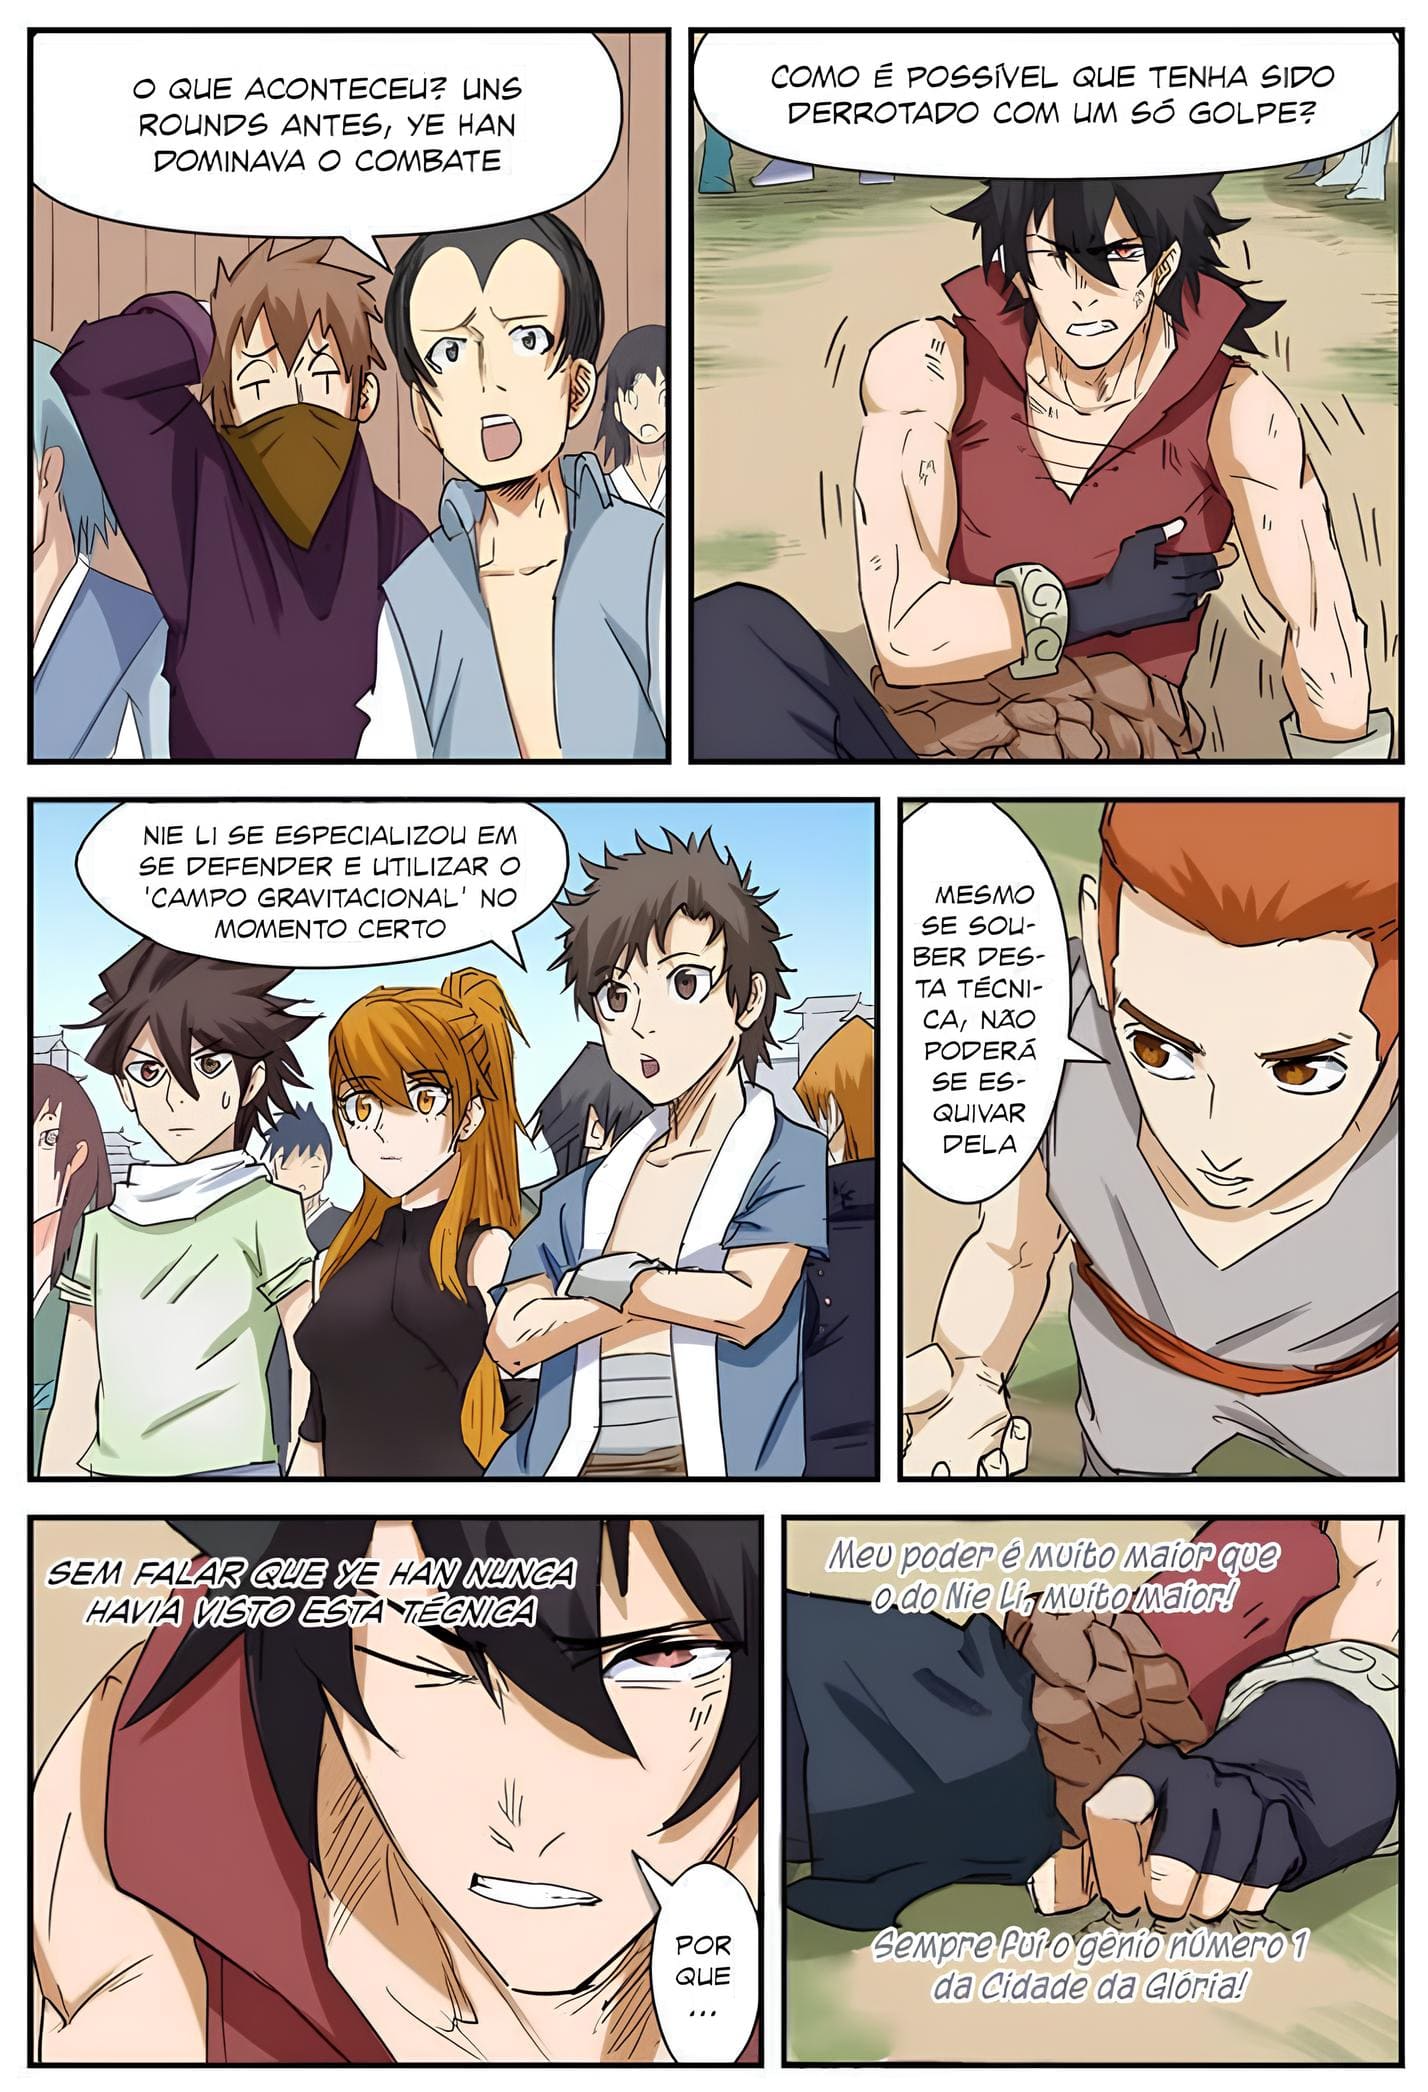 O QUE ACONTECEU? UNS
ROUNDS ANTES, YE HAN
DOMINAVA O COMBATE
COMO É POSSÍVEL QUE TENHA SIDO
DERROTADO COM UM SÓ GOLPE?
NIE LI SE ESPECIALIZOU EM
SE DEFENDER E UTILIZAR O
'CAMPO GRAVITACIONAL' NO
MOMENTO CERTO
MESMO
SE SOU-
BER DES-
TA TÉCNI-
CA, NÃO
PODERÁ
SE ES-
QUIVAR
DELA
SEM FALAR QUE YE HAN NUNCA
HAVIA VISTO ESTA TÉCNICA
POR
QUE
...
Meu poder é muito maior que
o do Nie Li, muito maior!
Sempre fui o gênio número 1
da Cidade da Glória!